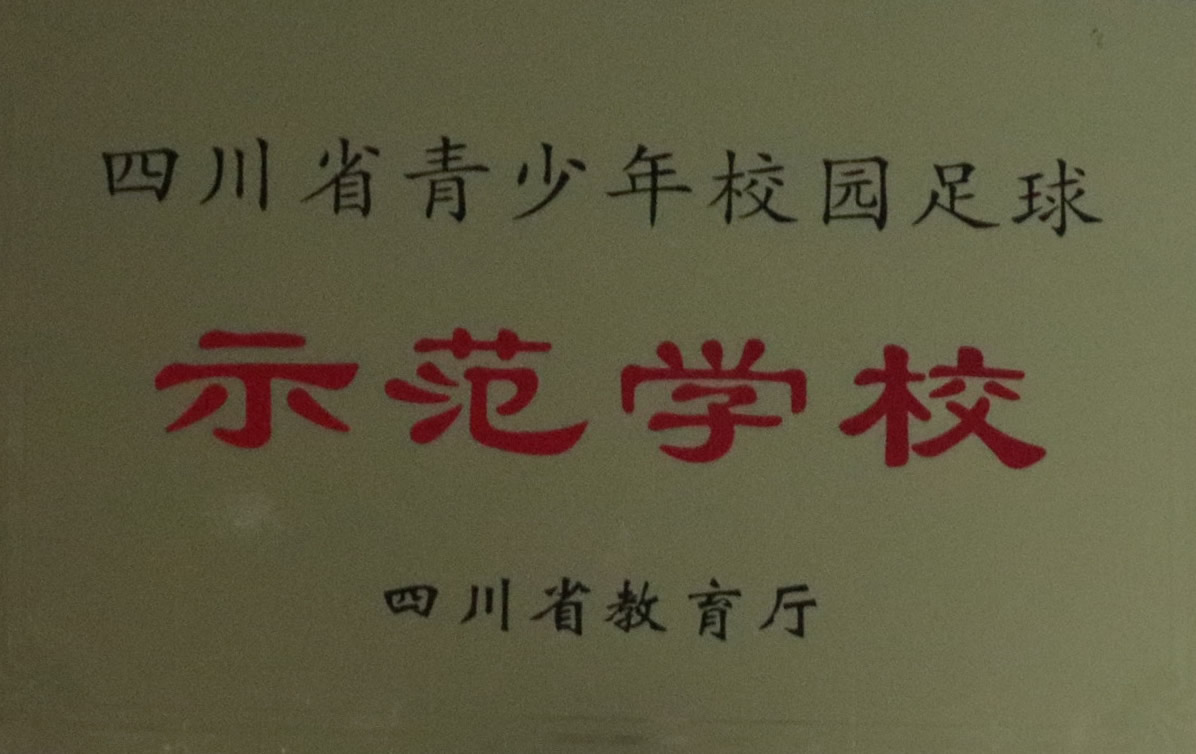 四川省青少年校园足球
示范学校
四川省教育厅